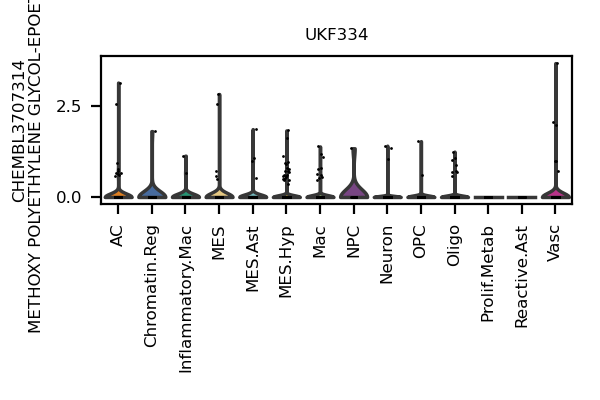 UKF334
CHEMBL3707314
METHOXY POLYETHYLENE GLYCOL-EPOET
2.5
0.0
AC
Chromatin.Reg
Inflammatory.Mac
MES
MES.Ast
MES.Hyp
Mac
NPC
Neuron
OPC
Oligo
Prolif.Metab
Reactive.Ast
Vasc